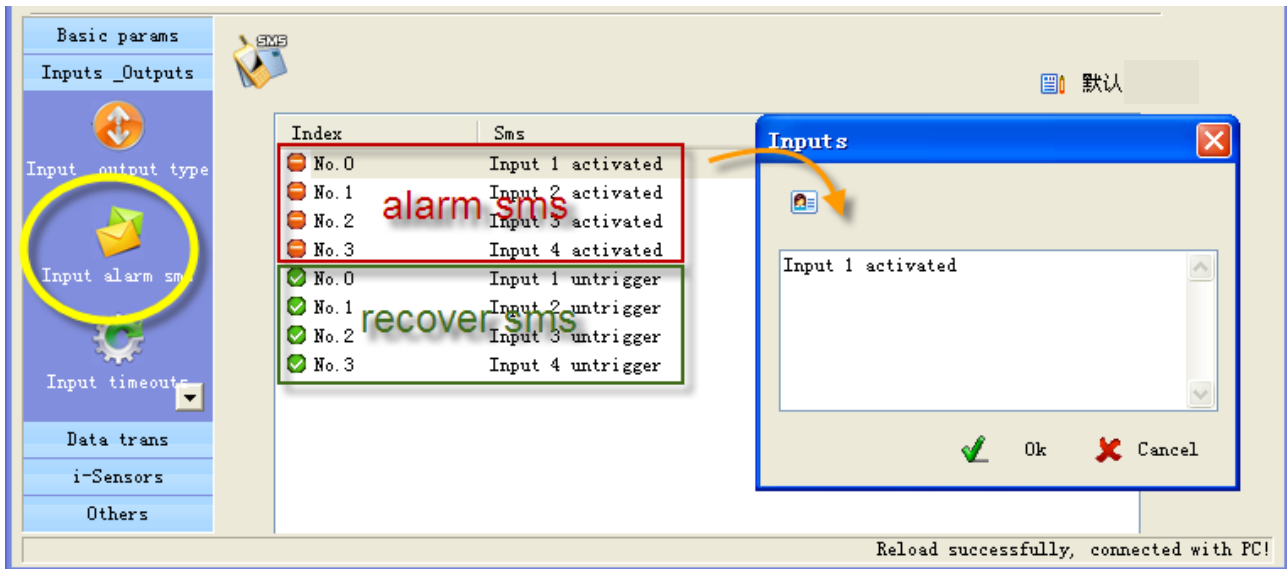 Basic params
Inputs _Outputs
Input output type
Input alarm sms
Input timeouts
Data trans
i-Sensors
Others
SMS
默认
Index Sms
No.0 Input 1 activated
No.1 Input 2 activated
No.2 Input 3 activated
No.3 Input 4 activated
alarm sms
No.0 Input 1 untrigger
No.1 Input 2 untrigger
No.2 Input 3 untrigger
No.3 Input 4 untrigger
recover sms
Inputs
Input 1 activated
Ok Cancel
Reload successfully, connected with PC!